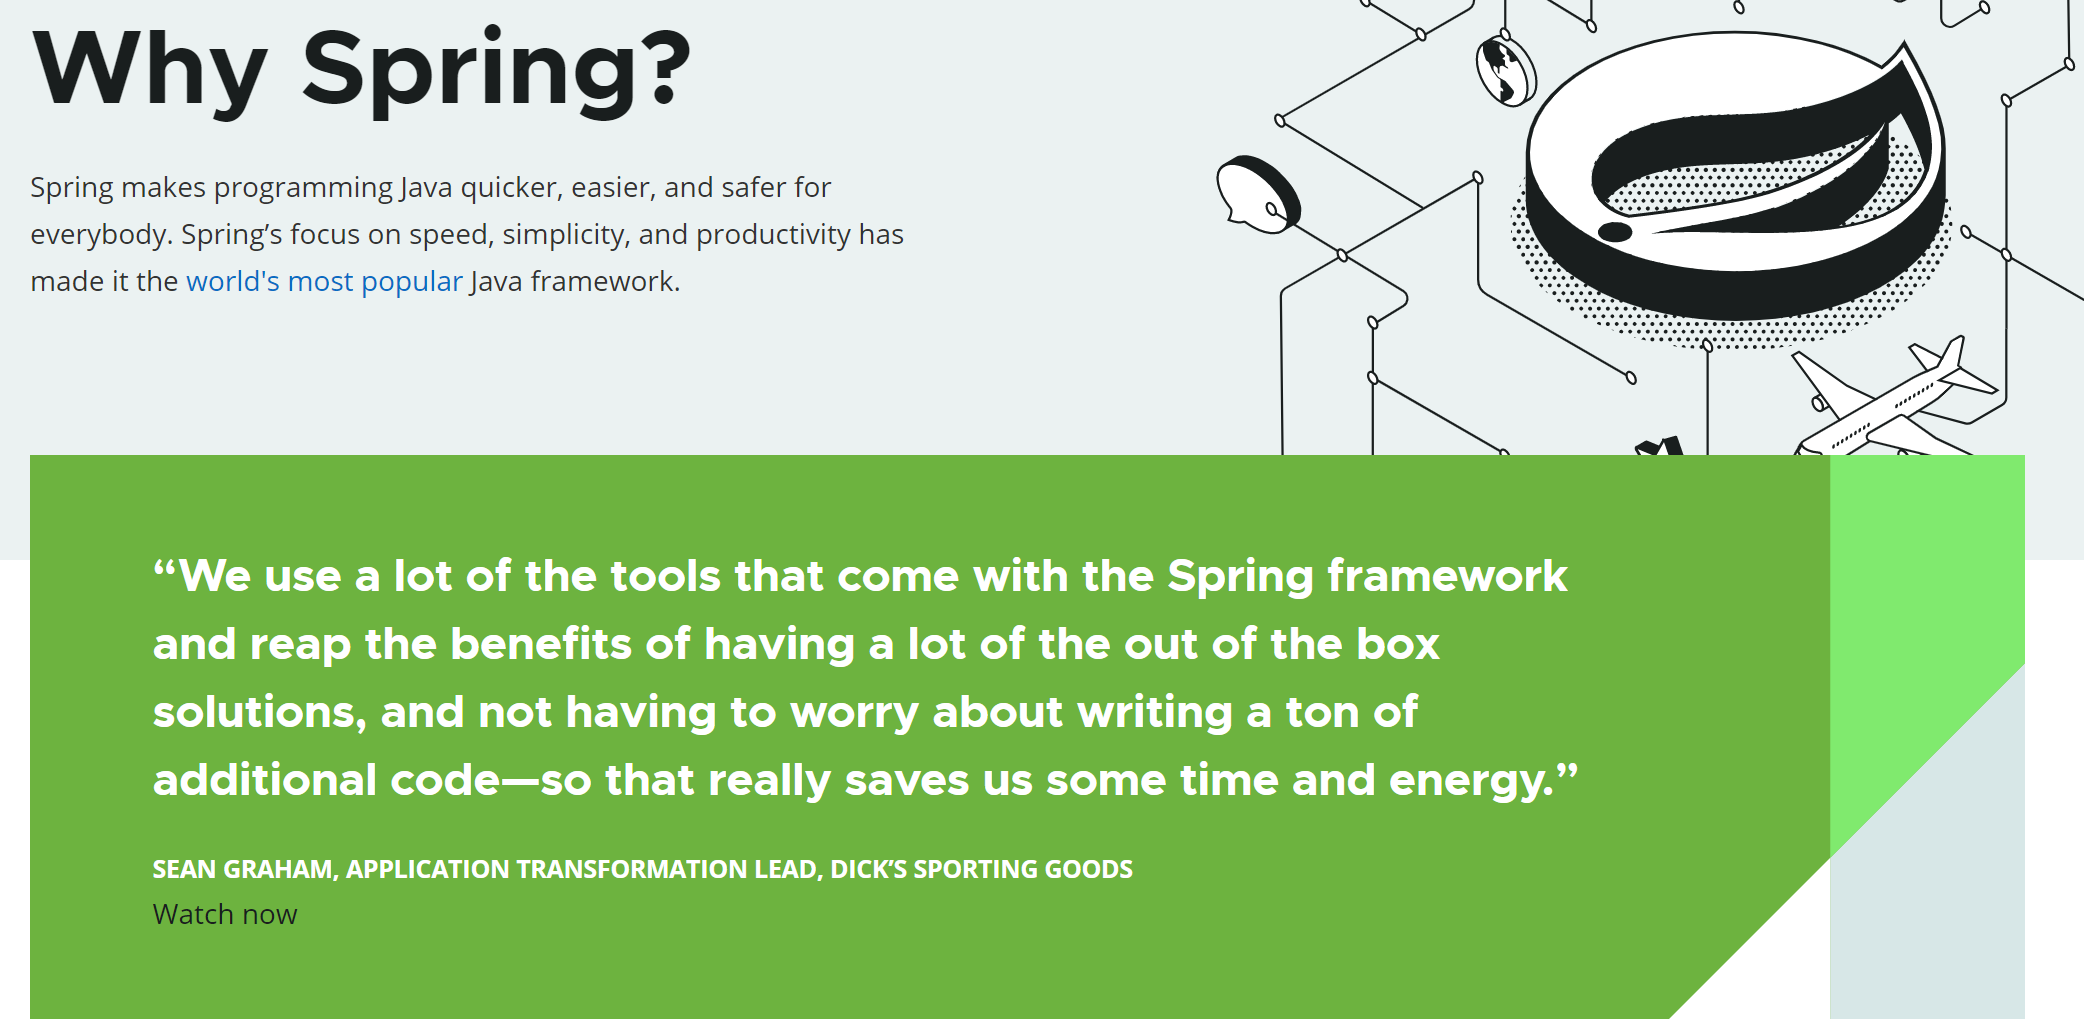 Why Spring?
Spring makes programming Java quicker, easier, and safer for
everybody. Spring’s focus on speed, simplicity, and productivity has
made it the world's most popular Java framework.
“We use a lot of the tools that come with the Spring framework
and reap the benefits of having a lot of the out of the box
solutions, and not having to worry about writing a ton of
additional code—so that really saves us some time and energy.”
SEAN GRAHAM, APPLICATION TRANSFORMATION LEAD, DICK’S SPORTING GOODS
Watch now